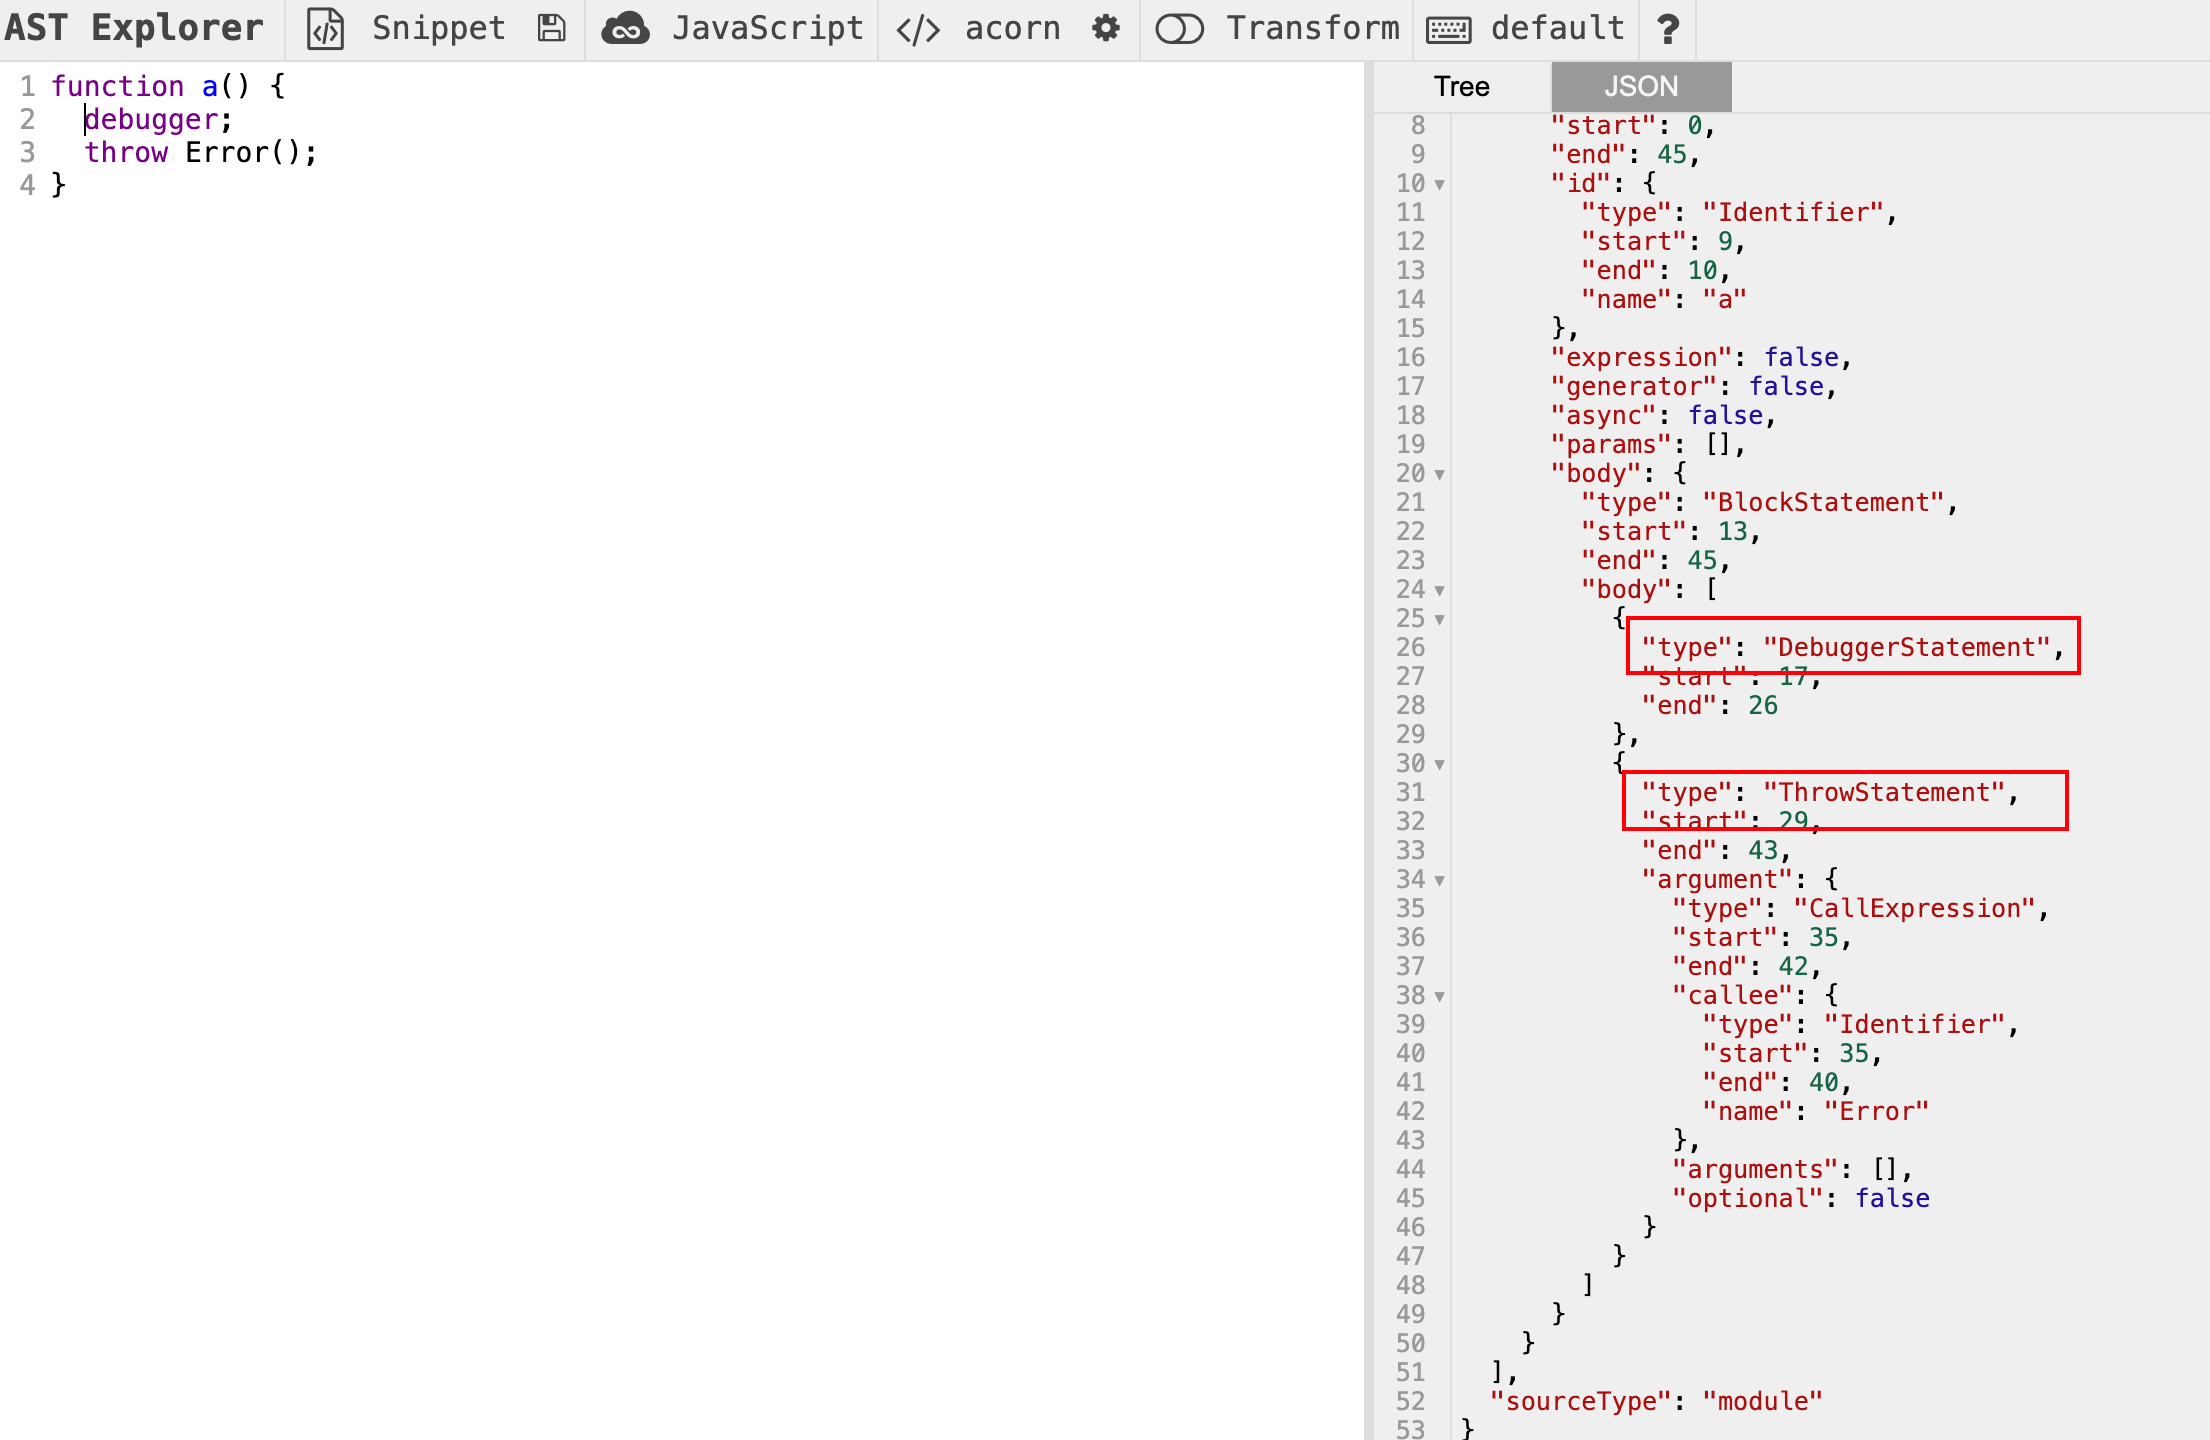 AST Explorer Snippet JavaScript </> acorn Transform default ?
1 function a() {
2 debugger;
3 throw Error();
4 }
Tree JSON
8 "start": 0,
9 "end": 45,
10 "id": {
11 "type": "Identifier",
12 "start": 9,
13 "end": 10,
14 "name": "a"
15 },
16 "expression": false,
17 "generator": false,
18 "async": false,
19 "params": [],
20 "body": {
21 "type": "BlockStatement",
22 "start": 13,
23 "end": 45,
24 "body": [
25 {
26 "type": "DebuggerStatement",
27 "start": 17,
28 "end": 26
29 },
30 {
31 "type": "ThrowStatement",
32 "start": 29,
33 "end": 43,
34 "argument": {
35 "type": "CallExpression",
36 "start": 35,
37 "end": 42,
38 "callee": {
39 "type": "Identifier",
40 "start": 35,
41 "end": 40,
42 "name": "Error"
43 },
44 "arguments": [],
45 "optional": false
46 }
47 }
48 ]
49 }
50 }
51 ],
52 "sourceType": "module"
53 }